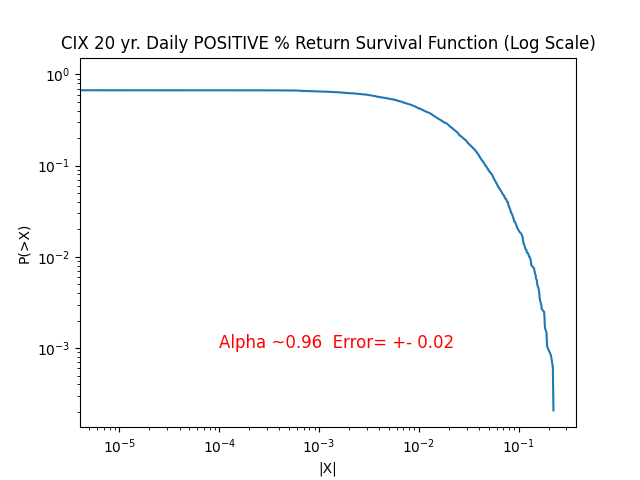 CIX 20 yr. Daily POSITIVE % Return Survival Function (Log Scale)
10⁰
10⁻¹
10⁻²
10⁻³
P(>X)
Alpha ~0.96  Error= +- 0.02
10⁻⁵ 10⁻⁴ 10⁻³ 10⁻² 10⁻¹
|X|